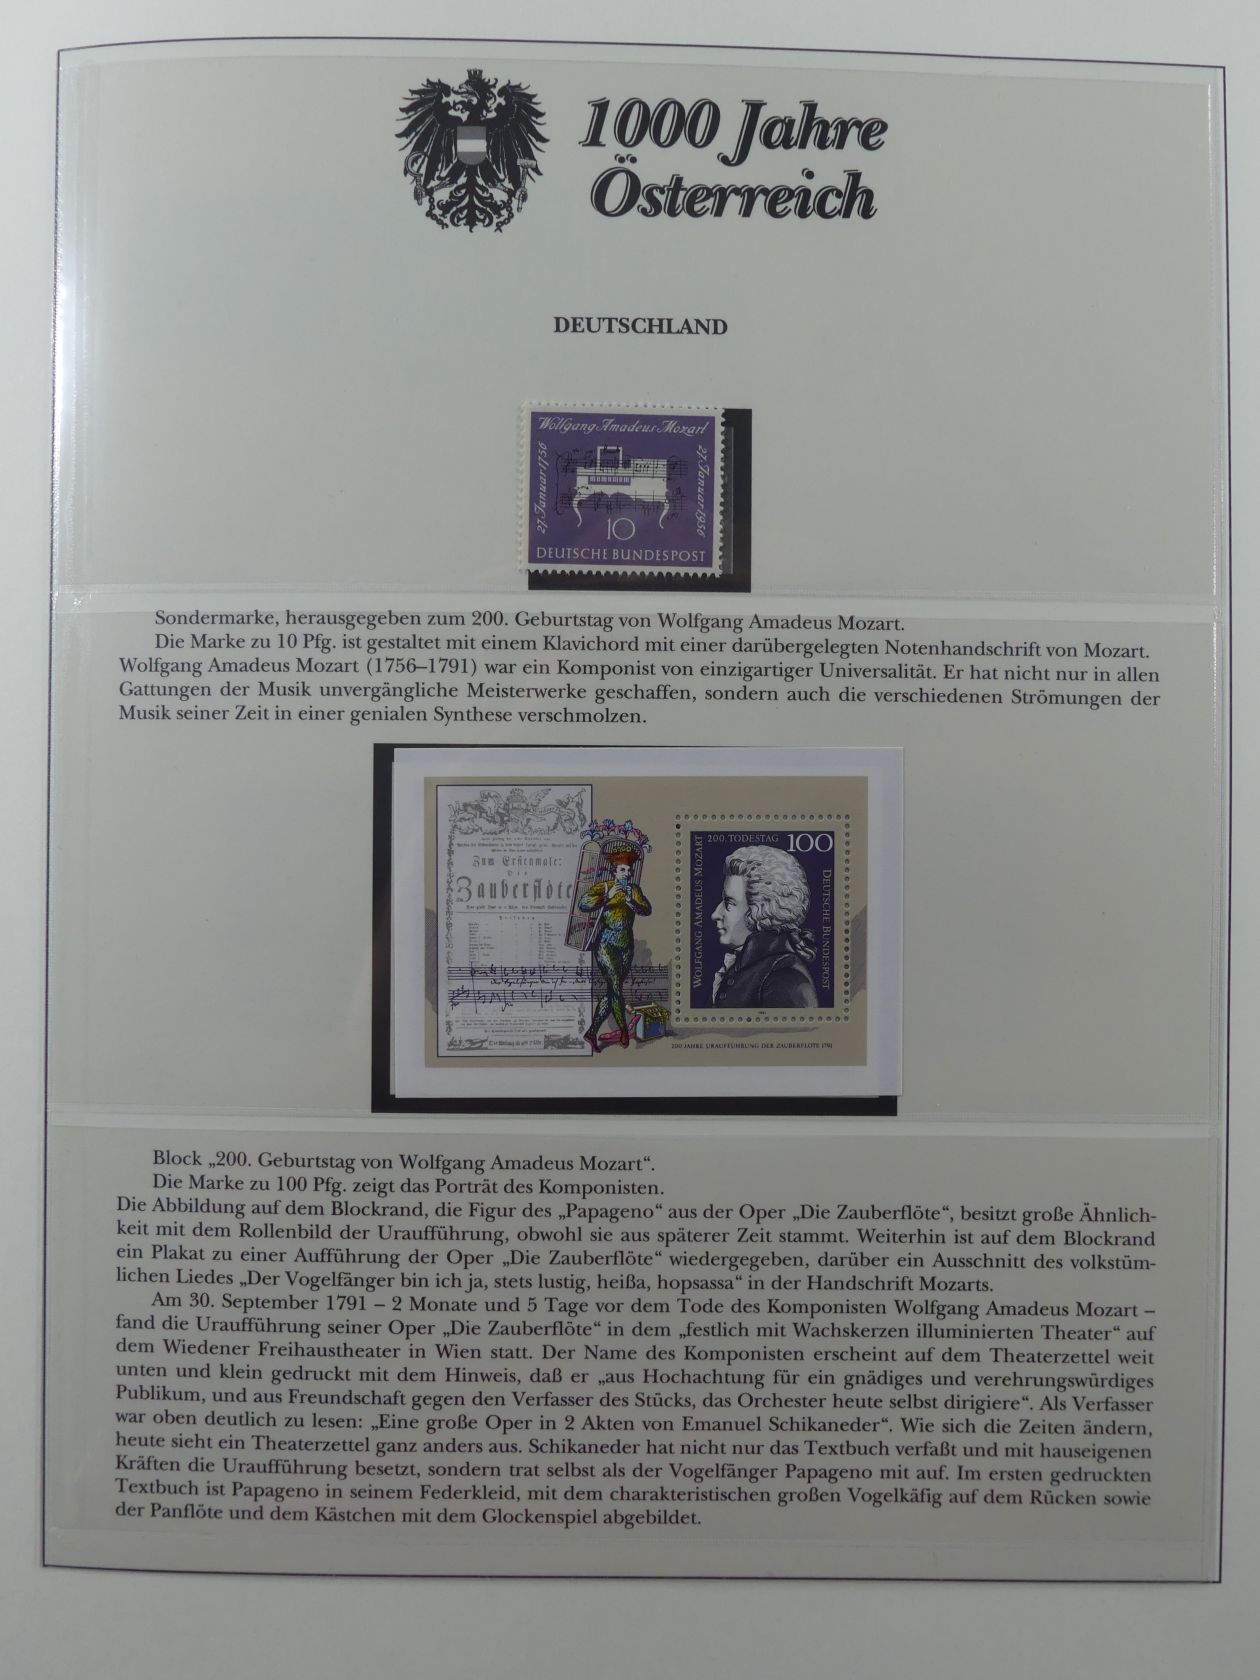 1000 Jahre
Österreich
DEUTSCHLAND
Wolfgang Amadeus Mozart
27. Januar 1756
27. Januar 1956
10
DEUTSCHE BUNDESPOST
Sondermarke, herausgegeben zum 200. Geburtstag von Wolfgang Amadeus Mozart.
Die Marke zu 10 Pfg. ist gestaltet mit einem Klavichord mit einer darübergelegten Notenhandschrift von Mozart.
Wolfgang Amadeus Mozart (1756–1791) war ein Komponist von einzigartiger Universalität. Er hat nicht nur in allen
Gattungen der Musik unvergängliche Meisterwerke geschaffen, sondern auch die verschiedenen Strömungen der
Musik seiner Zeit in einer genialen Synthese verschmolzen.
Zum Erstenmale:
Die
Zauberflöte
200. TODESTAG 100
WOLFGANG AMADEUS MOZART
DEUTSCHE BUNDESPOST
200 JAHRE URAUFFÜHRUNG DER ZAUBERFLÖTE 1791
Block „200. Geburtstag von Wolfgang Amadeus Mozart“.
Die Marke zu 100 Pfg. zeigt das Porträt des Komponisten.
Die Abbildung auf dem Blockrand, die Figur des „Papageno“ aus der Oper „Die Zauberflöte“, besitzt große Ähnlich-
keit mit dem Rollenbild der Uraufführung, obwohl sie aus späterer Zeit stammt. Weiterhin ist auf dem Blockrand
ein Plakat zu einer Aufführung der Oper „Die Zauberflöte“ wiedergegeben, darüber ein Ausschnitt des volkstüm-
lichen Liedes „Der Vogelfänger bin ich ja, stets lustig, heißa, hopsassa“ in der Handschrift Mozarts.
Am 30. September 1791 – 2 Monate und 5 Tage vor dem Tode des Komponisten Wolfgang Amadeus Mozart –
fand die Uraufführung seiner Oper „Die Zauberflöte“ in dem „festlich mit Wachskerzen illuminierten Theater“ auf
dem Wiedener Freihaustheater in Wien statt. Der Name des Komponisten erscheint auf dem Theaterzettel weit
unten und klein gedruckt mit dem Hinweis, daß er „aus Hochachtung für ein gnädiges und verehrungswürdiges
Publikum, und aus Freundschaft gegen den Verfasser des Stücks, das Orchester heute selbst dirigiere“. Als Verfasser
war oben deutlich zu lesen: „Eine große Oper in 2 Akten von Emanuel Schikaneder“. Wie sich die Zeiten ändern,
heute sieht ein Theaterzettel ganz anders aus. Schikaneder hat nicht nur das Textbuch verfaßt und mit hauseigenen
Kräften die Uraufführung besetzt, sondern trat selbst als der Vogelfänger Papageno mit auf. Im ersten gedruckten
Textbuch ist Papageno in seinem Federkleid, mit dem charakteristischen großen Vogelkäfig auf dem Rücken sowie
der Panflöte und dem Kästchen mit dem Glockenspiel abgebildet.